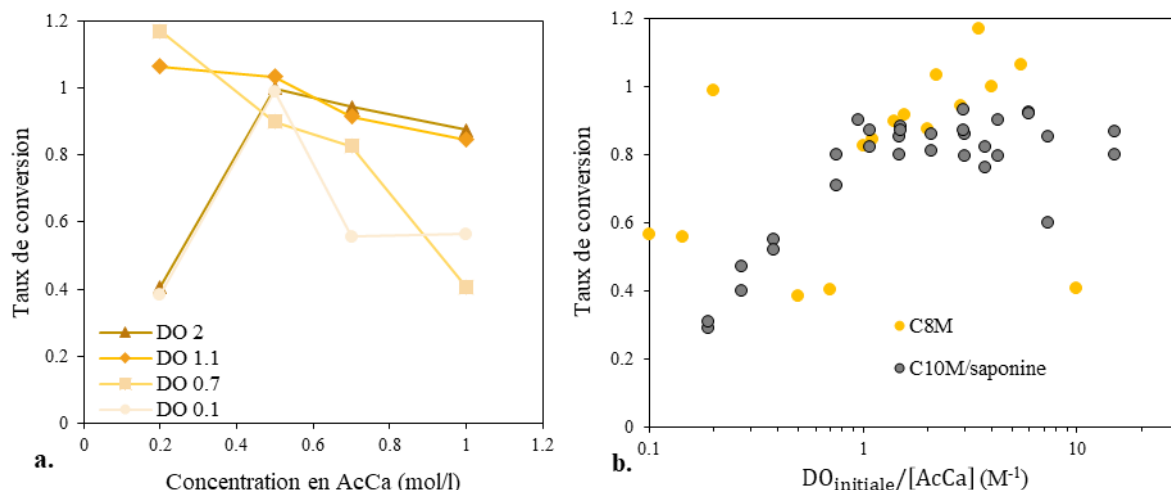 Taux de conversion
1.2
1
0.8
0.6
0.4
0.2
0
DO 2
DO 1.1
DO 0.7
DO 0.1
0
0.2
0.4
0.6
0.8
1
1.2
a.
Concentration en AcCa (mol/l)
Taux de conversion
1.2
1
0.8
0.6
0.4
0.2
0
C8M
C10M/saponine
0.1
1
10
b.
DOinitiale/[AcCa] (M⁻¹)